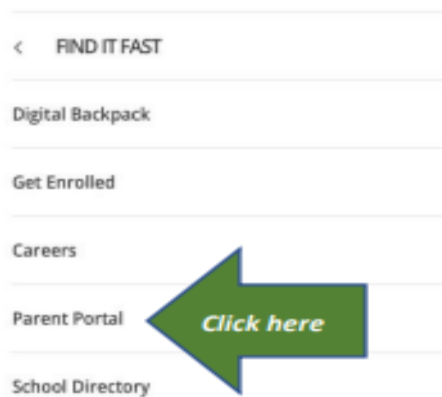 < FIND IT FAST
Digital Backpack
Get Enrolled
Careers
Parent Portal
Click here
School Directory